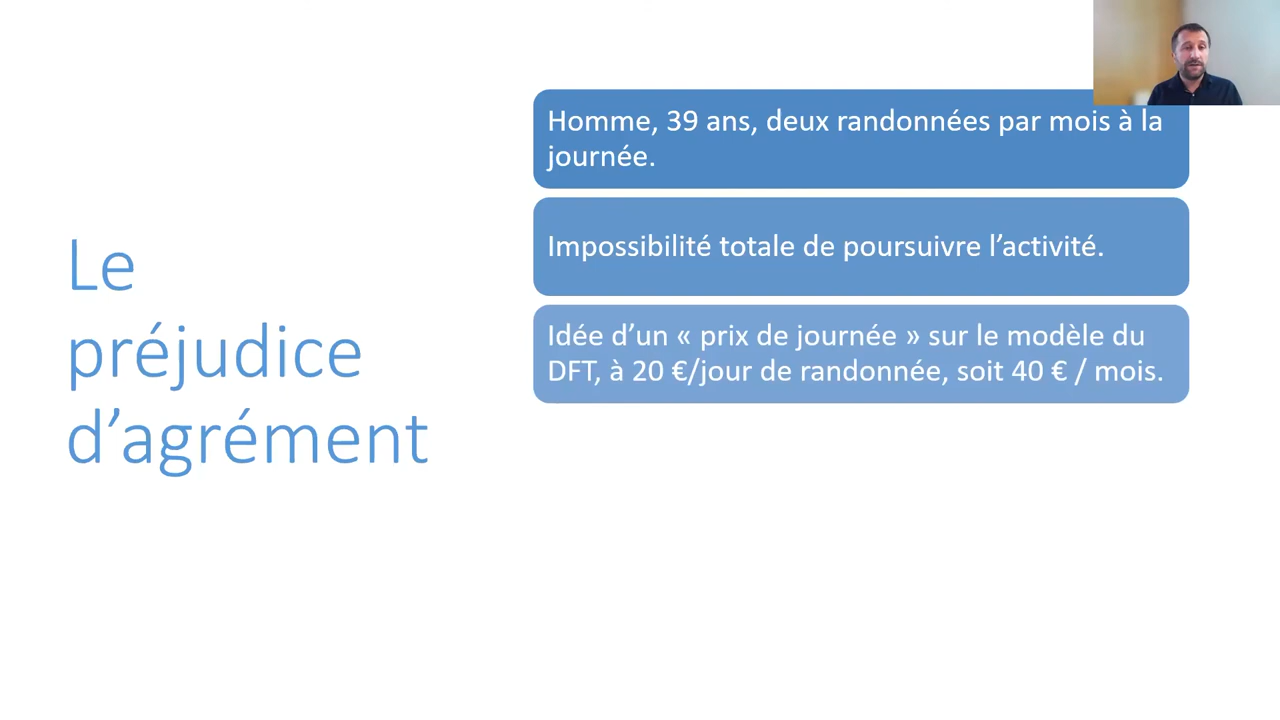 Le
préjudice
d’agrément
Homme, 39 ans, deux randonnées par mois à la
journée.
Impossibilité totale de poursuivre l’activité.
Idée d’un « prix de journée » sur le modèle du
DFT, à 20 €/jour de randonnée, soit 40 € / mois.